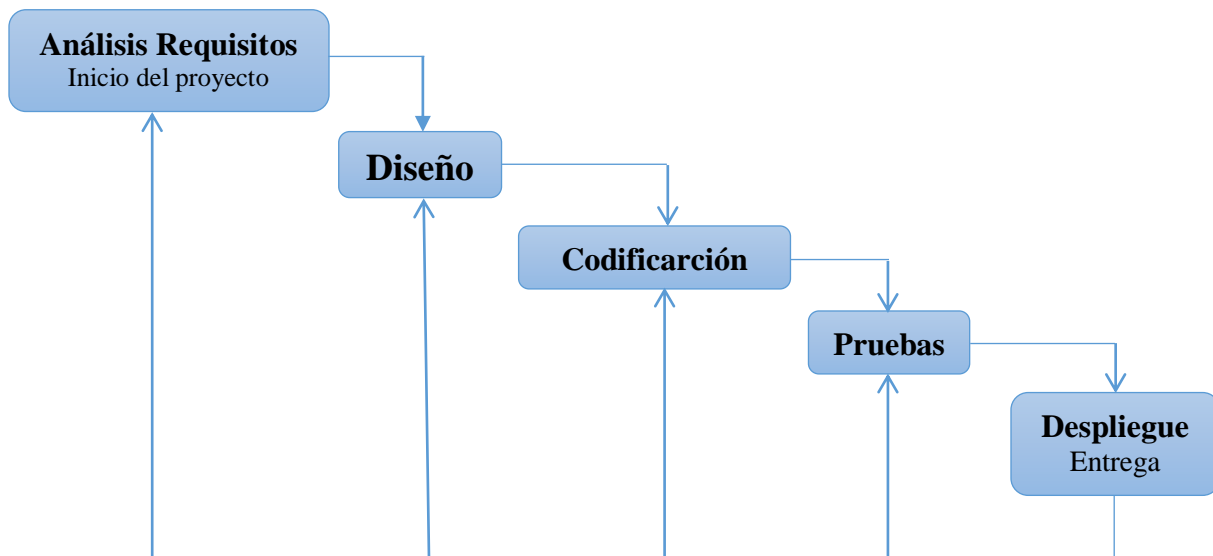 Análisis Requisitos
Inicio del proyecto
Diseño
Codificarción
Pruebas
Despliegue
Entrega